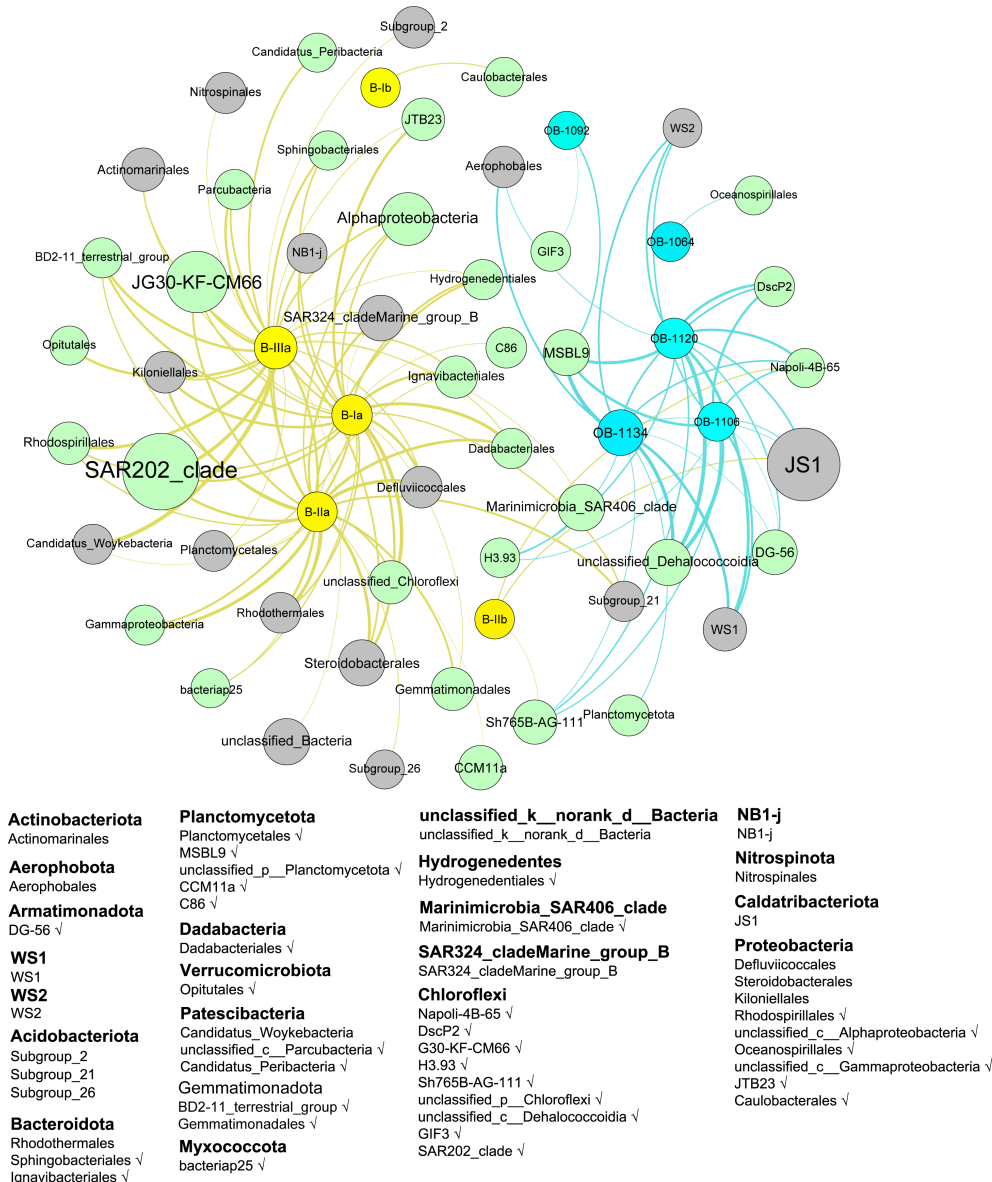 Subgroup_2
Candidatus_Peribacteria
Caulobacterales
B-Ib
Nitrospinales
JTB23
OB-1092
WS2
Sphingobacteriales
Aerophobales
Actinomarinales
Parcubacteria
Oceanospirillales
Alphaproteobacteria
OB-1064
NB1-j
GIF3
BD2-11_terrestrial_group
JG30-KF-CM66
Hydrogenedentiales
DscP2
SAR324_cladeMarine_group_B
OB-1120
Opitutales
B-IIIa
C86
MSBL9
Napoli-4B-65
Kiloniellales
Ignavibacteriales
B-Ia
OB-1106
OB-1134
Rhodospirillales
Dadabacteriales
SAR202_clade
JS1
Defluviicoccales
Marinimicrobia_SAR406_clade
B-IIa
Candidatus_Woykebacteria
Planctomycetales
H3.93
unclassified_Dehalococcoidia
DG-56
unclassified_Chloroflexi
Subgroup_21
Rhodothermales
B-IIb
Gammaproteobacteria
WS1
Steroidobacterales
bacteriap25
Gemmatimonadales
Planctomycetota
Sh765B-AG-111
unclassified_Bacteria
Subgroup_26
CCM11a
Actinobacteriota
Actinomarinales
Aerophobota
Aerophobales
Armatimonadota
DG-56 √
WS1
WS1
WS2
WS2
Acidobacteriota
Subgroup_2
Subgroup_21
Subgroup_26
Bacteroidota
Rhodothermales
Sphingobacteriales √
Ignavibacteriales √
Planctomycetota
Planctomycetales √
MSBL9 √
unclassified_p__Planctomycetota √
CCM11a √
C86 √
Dadabacteria
Dadabacteriales √
Verrucomicrobiota
Opitutales √
Patescibacteria
Candidatus_Woykebacteria
unclassified_c__Parcubacteria √
Candidatus_Peribacteria √
Gemmatimonadota
BD2-11_terrestrial_group √
Gemmatimonadales √
Myxococcota
bacteriap25 √
unclassified_k__norank_d__Bacteria
unclassified_k__norank_d__Bacteria
Hydrogenedentes
Hydrogenedentiales √
Marinimicrobia_SAR406_clade
Marinimicrobia_SAR406_clade √
SAR324_cladeMarine_group_B
SAR324_cladeMarine_group_B
Chloroflexi
Napoli-4B-65 √
DscP2 √
G30-KF-CM66 √
H3.93 √
Sh765B-AG-111 √
unclassified_p__Chloroflexi √
unclassified_c__Dehalococcoidia √
GIF3 √
SAR202_clade √
NB1-j
NB1-j
Nitrospinota
Nitrospinales
Caldatribacteriota
JS1
Proteobacteria
Defluviicoccales
Steroidobacterales
Kiloniellales
Rhodospirillales √
unclassified_c__Alphaproteobacteria √
Oceanospirillales √
unclassified_c__Gammaproteobacteria √
JTB23 √
Caulobacterales √